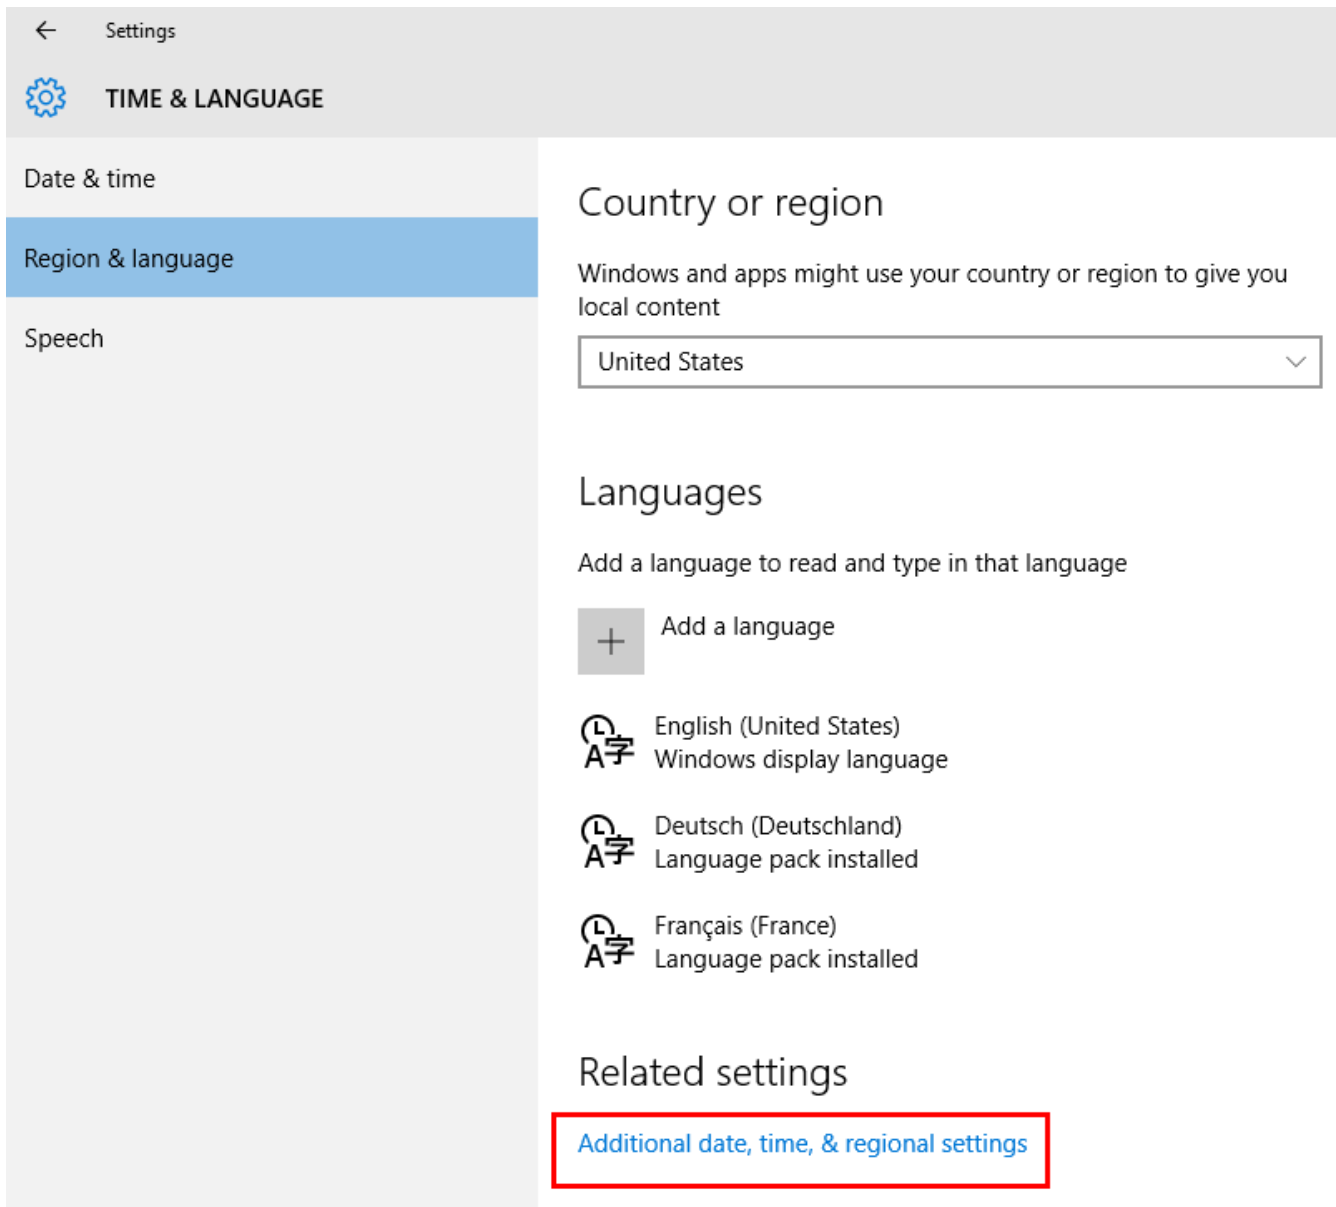 Settings
TIME & LANGUAGE
Date & time
Region & language
Speech
Country or region
Windows and apps might use your country or region to give you
local content
United States
Languages
Add a language to read and type in that language
Add a language
English (United States)
Windows display language
Deutsch (Deutschland)
Language pack installed
Français (France)
Language pack installed
Related settings
Additional date, time, & regional settings